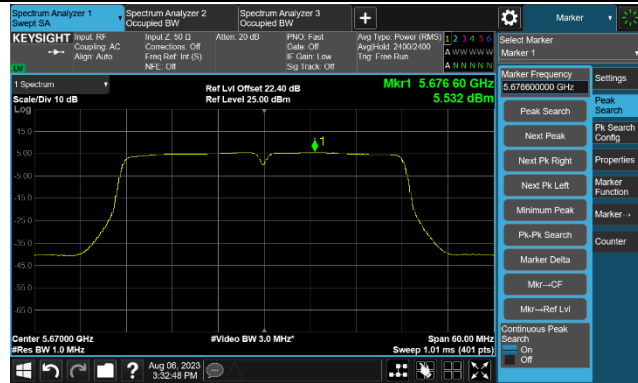 Spectrum Analyzer 1
Swept SA
Spectrum Analyzer 2
Occupied BW
Spectrum Analyzer 3
Occupied BW
Marker
KEYSIGHT
Input: RF
Coupling: AC
Align: Auto
Input Z: 50 Ω
Corrections: Off
Freq Ref: Int (S)
NFE: Off
Atten: 20 dB
PNO: Fast
Gate: Off
IF Gain: Low
Sig Track: Off
Avg Type: Power (RMS)
Avg|Hold: 2400/2400
Trig: Free Run
1 2 3 4 5 6
A W W W W W
A N N N N N
Select Marker
Marker 1
1 Spectrum
Scale/Div 10 dB
Log
Ref Lvl Offset 22.40 dB
Ref Level 25.00 dBm
Mkr1 5.676 60 GHz
5.532 dBm
15.0
5.00
-5.00
-15.0
-25.0
-35.0
-45.0
-55.0
-65.0
1
Center 5.67000 GHz
#Res BW 1.0 MHz
#Video BW 3.0 MHz*
Span 60.00 MHz
Sweep 1.01 ms (401 pts)
Marker Frequency
5.676600000 GHz
Peak Search
Next Peak
Next Pk Right
Next Pk Left
Minimum Peak
Pk-Pk Search
Marker Delta
Mkr→CF
Mkr→Ref Lvl
Continuous Peak
Search
On
Off
Settings
Peak
Search
Pk Search
Config
Properties
Marker
Function
Marker→
Counter
Aug 06, 2023
3:32:48 PM